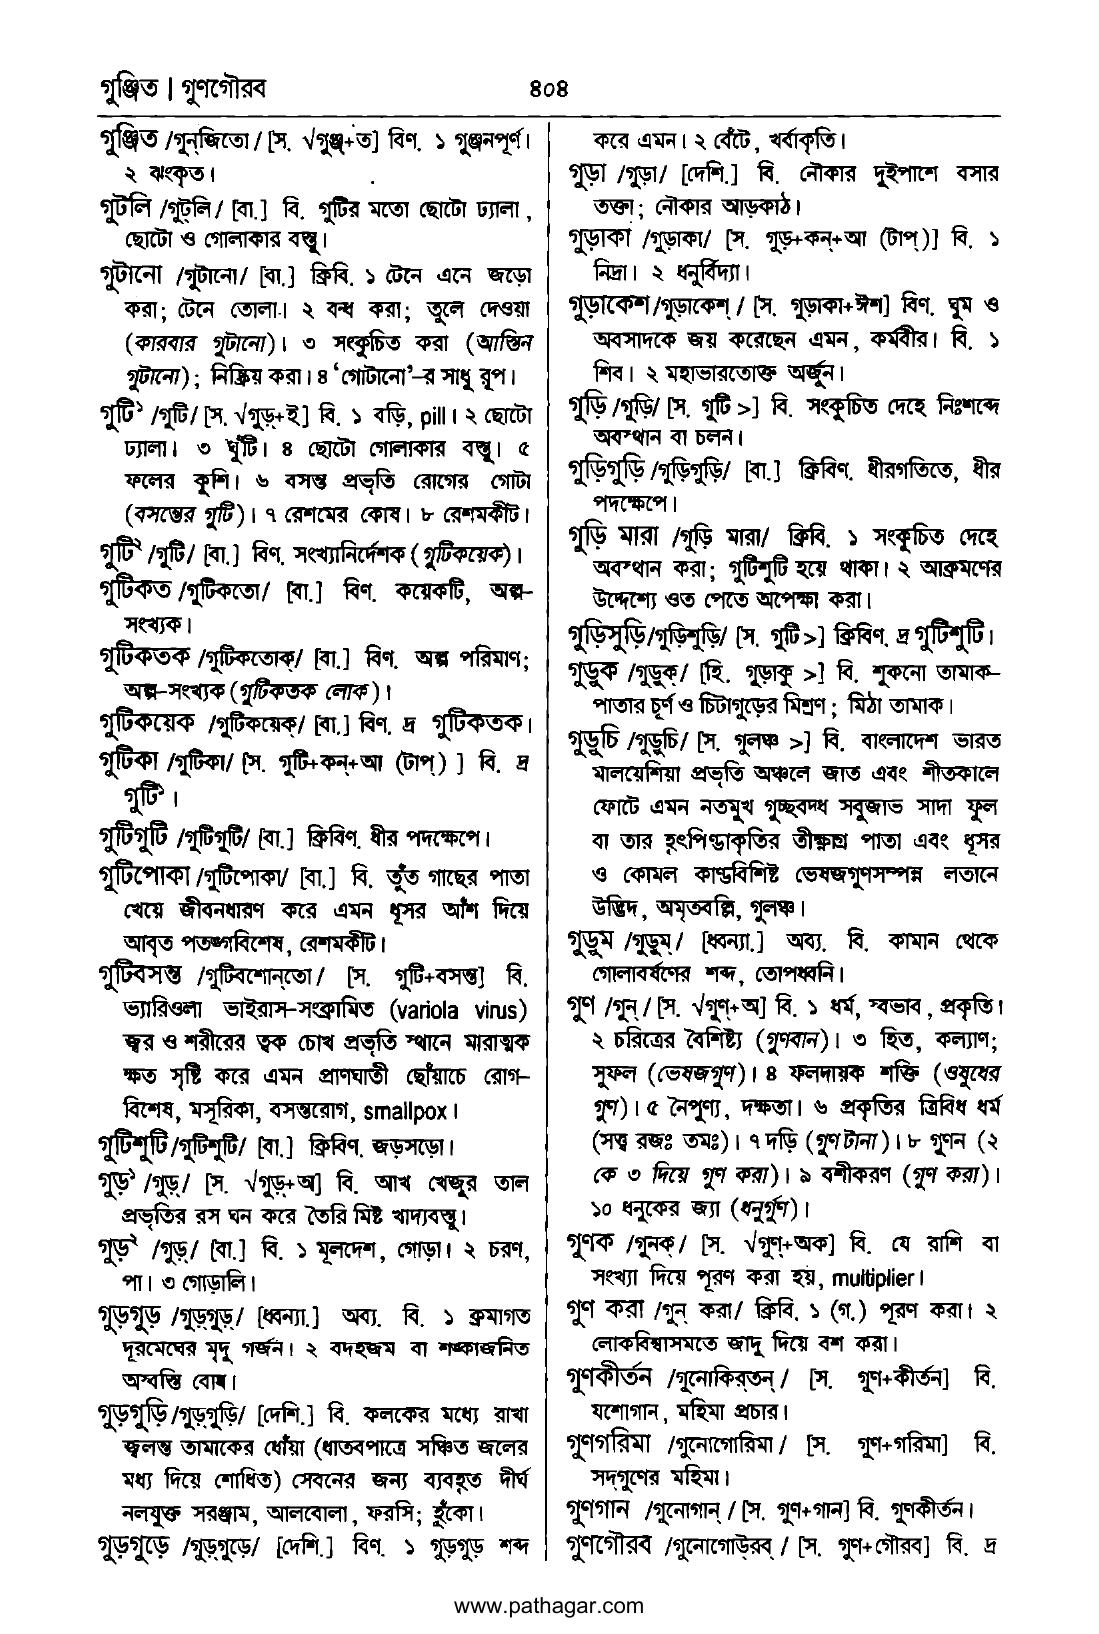 গুঞ্জিত | গুণগৌরব
৪০৪
গুঞ্জিত /গুন্‌জিতো/ [স. √গুঞ্জ্‌+ত] বিণ. ১ গুঞ্জনপূর্ণ।
২ ঝংকৃত।
গুটলি /গুট্‌লি/ [বা.] বি. গুটির মতো ছোটো ঢ্যালা,
ছোটো ও গোলাকার বস্তু।
গুটানো /গুটানো/ [বা.] ক্রিবি. ১ টেনে এনে জড়ো
করা; টেনে তোলা। ২ বন্ধ করা; তুলে দেওয়া
(কারবার গুটানো)। ৩ সংকুচিত করা (আস্তিন
গুটানো); নিষ্ক্রিয় করা। ৪ ‘গোটানো’-র সাধু রূপ।
গুটি১ /গুটি/ [স. √গুড়্‌+ই] বি. ১ বড়ি, pill। ২ ছোটো
ঢ্যালা। ৩ ঘুঁটি। ৪ ছোটো গোলাকার বস্তু। ৫
ফলের কুশি। ৬ বসন্ত প্রভৃতি রোগের গোটা
(বসন্তের গুটি)। ৭ রেশমের কোষ। ৮ রেশমকীট।
গুটি২ /গুটি/ [বা.] বিণ. সংখ্যানির্দেশক (গুটিকয়েক)।
গুটিকত /গুটিকতো/ [বা.] বিণ. কয়েকটি, অল্প-
সংখ্যক।
গুটিকতক /গুটিকতোক্‌/ [বা.] বিণ. অল্প পরিমাণ;
অল্প-সংখ্যক (গুটিকতক লোক)।
গুটিকয়েক /গুটিকয়েক্‌/ [বা.] বিণ. দ্র গুটিকতক।
গুটিকা /গুটিকা/ [স. গুটি+কন্‌+আ (টাপ্‌) ] বি. দ্র
গুটি১।
গুটিগুটি /গুটিগুটি/ [বা.] ক্রিবিণ. ধীর পদক্ষেপে।
গুটিপোকা /গুটিপোকা/ [বা.] বি. তুঁত গাছের পাতা
খেয়ে জীবনধারণ করে এমন ধূসর আঁশ দিয়ে
আবৃত পতঙ্গবিশেষ, রেশমকীট।
গুটিবসন্ত /গুটিবশোন্‌তো/ [স. গুটি+বসন্ত] বি.
ভ্যারিওলা ভাইরাস-সংক্রামিত (variola virus)
জ্বর ও শরীরের ত্বক চোখ প্রভৃতি স্থানে মারাত্মক
ক্ষত সৃষ্টি করে এমন প্রাণঘাতী ছোঁয়াচে রোগ-
বিশেষ, মসূরিকা, বসন্তরোগ, smallpox।
গুটিশুটি /গুটিশুটি/ [বা.] ক্রিবিণ. জড়সড়ো।
গুড়১ /গুড়্‌/ [স. √গুড়্‌+অ] বি. আখ খেজুর তাল
প্রভৃতির রস ঘন করে তৈরি মিষ্ট খাদ্যবস্তু।
গুড়২ /গুড়্‌/ [বা.] বি. ১ মূলদেশ, গোড়া। ২ চরণ,
পা। ৩ গোড়ালি।
গুড়গুড় /গুড়্‌গুড়্‌/ [ধ্বন্যা.] অব্য. বি. ১ ক্রমাগত
দূরমেঘের মৃদু গর্জন। ২ বদহজম বা শঙ্কাজনিত
অস্বস্তি বোধ।
গুড়গুড়ি /গুড়্‌গুড়ি/ [দেশি.] বি. কলকের মধ্যে রাখা
জ্বলন্ত তামাকের ধোঁয়া (ধাতবপাত্রে সঞ্চিত জলের
মধ্য দিয়ে শোধিত) সেবনের জন্য ব্যবহৃত দীর্ঘ
নলযুক্ত সরঞ্জাম, আলবোলা, ফরসি; হুঁকো।
গুড়গুড়ে /গুড়্‌গুড়ে/ [দেশি.] বিণ. ১ গুড়গুড় শব্দ
করে এমন। ২ বেঁটে, খর্বাকৃতি।
গুড়া /গুড়া/ [দেশি.] বি. নৌকার দুইপাশে বসার
তক্তা; নৌকার আড়কাঠ।
গুড়াকা /গুড়াকা/ [স. গুড়+কন্‌+আ (টাপ্‌)] বি. ১
নিদ্রা। ২ ধনুর্বিদ্যা।
গুড়াকেশ /গুড়াকেশ্‌/ [স. গুড়াকা+ঈশ] বিণ. ঘুম ও
অবসাদকে জয় করেছেন এমন, কর্মবীর। বি. ১
শিব। ২ মহাভারতোক্ত অর্জুন।
গুড়ি /গুড়ি/ [স. গুটি >] বি. সংকুচিত দেহে নিঃশব্দে
অবস্থান বা চলন।
গুড়িগুড়ি /গুড়িগুড়ি/ [বা.] ক্রিবিণ. ধীরগতিতে, ধীর
পদক্ষেপে।
গুড়ি মারা /গুড়ি মারা/ ক্রিবি. ১ সংকুচিত দেহে
অবস্থান করা; গুটিশুটি হয়ে থাকা। ২ আক্রমণের
উদ্দেশ্যে ওত পেতে অপেক্ষা করা।
গুড়িসুড়ি /গুড়িশুড়ি/ [স. গুটি>] ক্রিবিণ. দ্র গুটিশুটি।
গুড়ুক /গুড়ুক্‌/ [হি. গুড়াকু >] বি. শুকনো তামাক-
পাতার চূর্ণ ও চিটাগুড়ের মিশ্রণ; মিঠা তামাক।
গুড়ুচি /গুড়ুচি/ [স. গুলঞ্চ >] বি. বাংলাদেশ ভারত
মালয়েশিয়া প্রভৃতি অঞ্চলে জাত এবং শীতকালে
ফোটে এমন নতমুখ গুচ্ছবদ্ধ সবুজাভ সাদা ফুল
বা তার হৃৎপিণ্ডাকৃতির তীক্ষ্ণাগ্র পাতা এবং ধূসর
ও কোমল কাণ্ডবিশিষ্ট ভেষজগুণসম্পন্ন লতানে
উদ্ভিদ, অমৃতবল্লি, গুলঞ্চ।
গুড়ুম /গুড়ুম্‌/ [ধ্বন্যা.] অব্য. বি. কামান থেকে
গোলাবর্ষণের শব্দ, তোপধ্বনি।
গুণ /গুন্‌/ [স. √গুণ্‌+অ] বি. ১ ধর্ম, স্বভাব, প্রকৃতি।
২ চরিত্রের বৈশিষ্ট্য (গুণবান)। ৩ হিত, কল্যাণ;
সুফল (ভেষজগুণ)। ৪ ফলদায়ক শক্তি (ওষুধের
গুণ)। ৫ নৈপুণ্য, দক্ষতা। ৬ প্রকৃতির ত্রিবিধ ধর্ম
(সত্ত্ব রজঃ তমঃ)। ৭ দড়ি (গুণটানা)। ৮ গুণন (২
কে ৩ দিয়ে গুণ করা)। ৯ বশীকরণ (গুণ করা)।
১০ ধনুকের জ্যা (ধনুর্গুণ)।
গুণক /গুনক্‌/ [স. √গুণ্‌+অক] বি. যে রাশি বা
সংখ্যা দিয়ে পূরণ করা হয়, multiplier।
গুণ করা /গুন্‌ করা/ ক্রিবি. ১ (গ.) পূরণ করা। ২
লোকবিশ্বাসমতে জাদু দিয়ে বশ করা।
গুণকীর্তন /গুনোকির্‌তন্‌/ [স. গুণ+কীর্তন] বি.
যশোগান, মহিমা প্রচার।
গুণগরিমা /গুনোগোরিমা/ [স. গুণ+গরিমা] বি.
সদ্‌গুণের মহিমা।
গুণগান /গুনোগান্‌/ [স. গুণ+গান] বি. গুণকীর্তন।
গুণগৌরব /গুনোগোউ্‌রব্‌/ [স. গুণ+গৌরব] বি. দ্র
www.pathagar.com